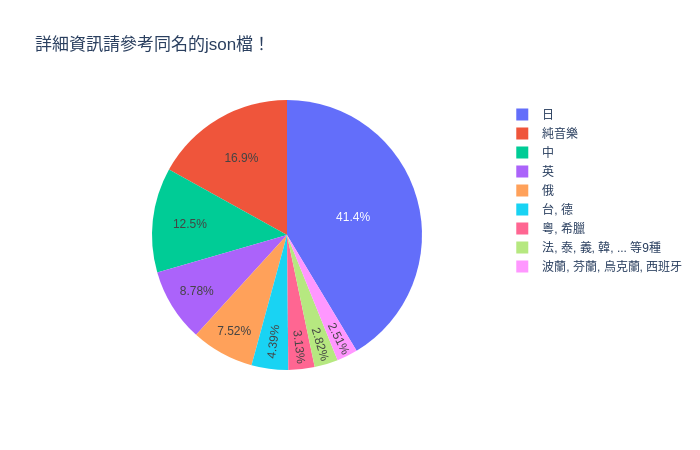 詳細資訊請參考同名的json檔！
日
純音樂
中
英
俄
台, 德
粵, 希臘
法, 泰, 義, 韓, ... 等9種
波蘭, 芬蘭, 烏克蘭, 西班牙
41.4%
16.9%
12.5%
8.78%
7.52%
4.39%
3.13%
2.82%
2.51%